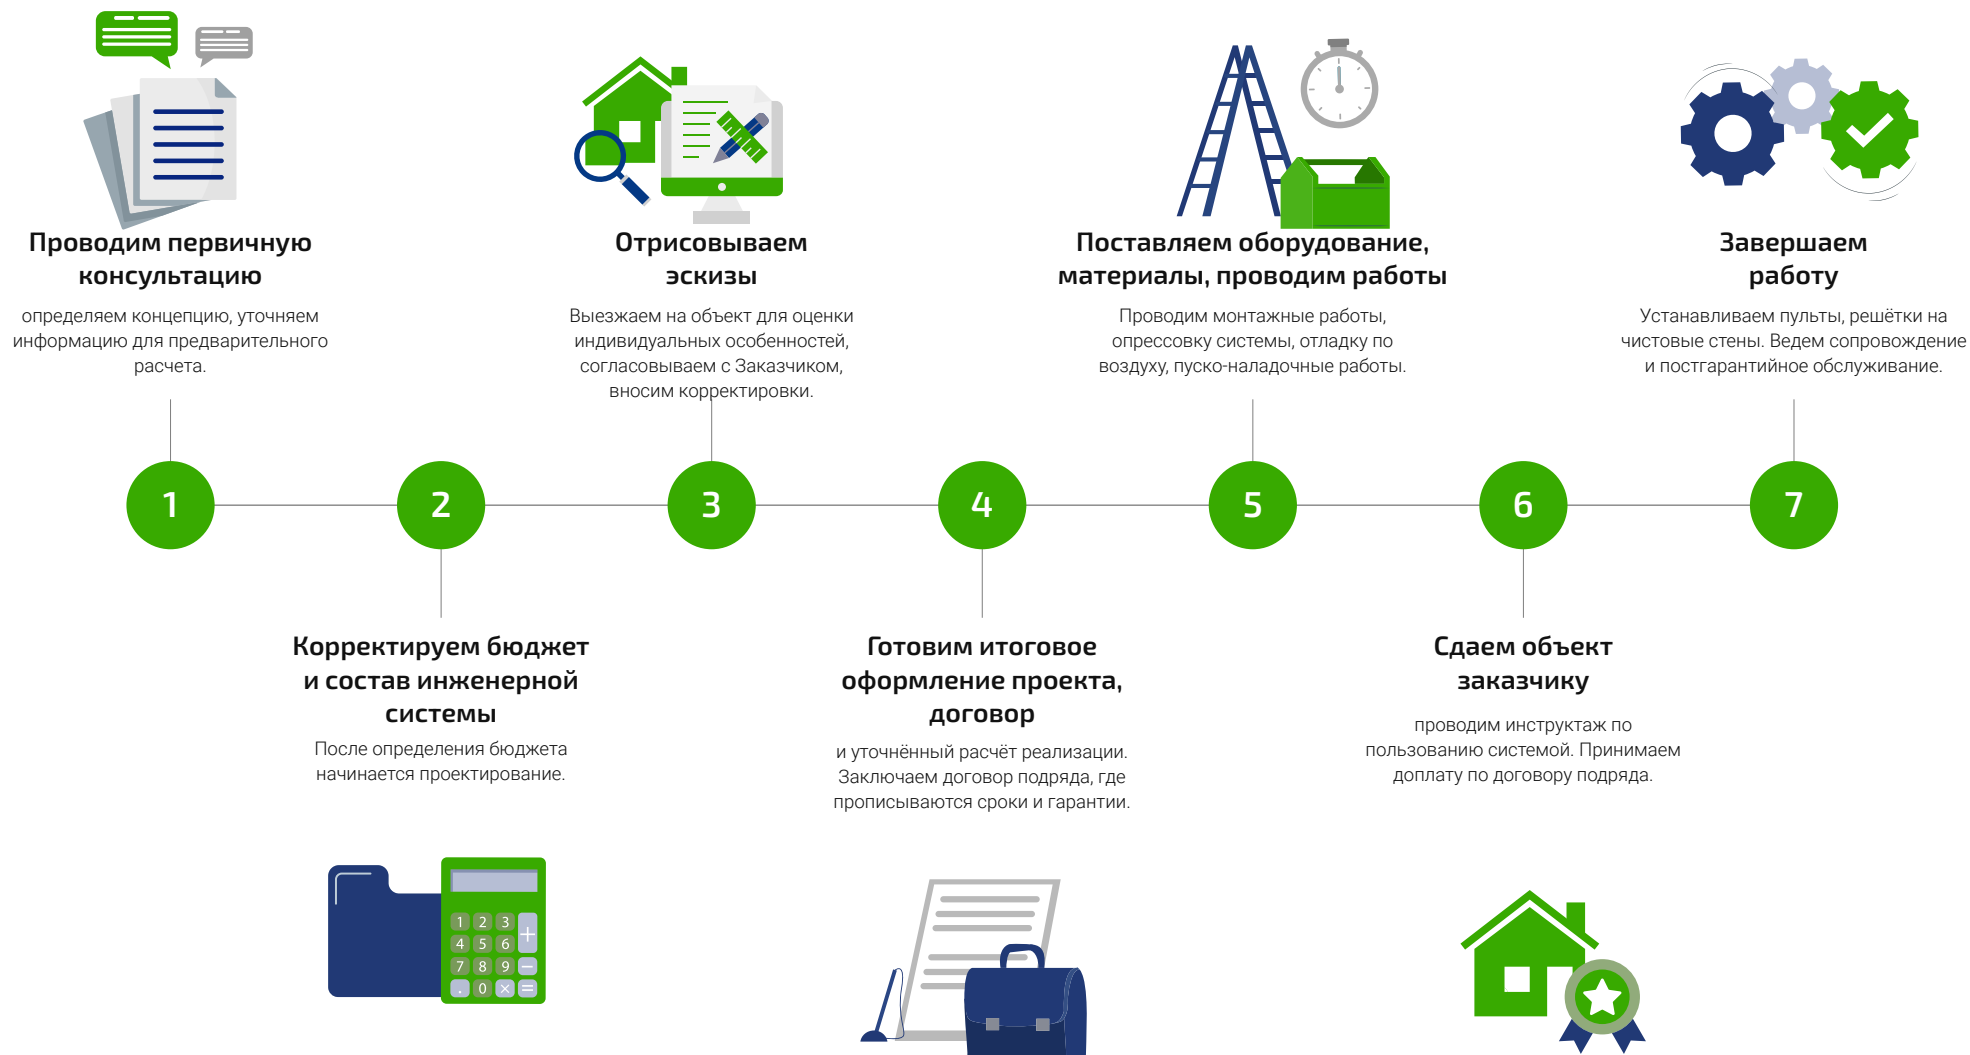 Проводим первичную
консультацию
определяем концепцию, уточняем
информацию для предварительного
расчета.
Отрисовываем
эскизы
Выезжаем на объект для оценки
индивидуальных особенностей,
согласовываем с Заказчиком,
вносим корректировки.
Поставляем оборудование,
материалы, проводим работы
Проводим монтажные работы,
опрессовку системы, отладку по
воздуху, пуско-наладочные работы.
Завершаем
работу
Устанавливаем пульты, решётки на
чистовые стены. Ведем сопровождение
и постгарантийное обслуживание.
1 2 3 4 5 6 7
Корректируем бюджет
и состав инженерной
системы
После определения бюджета
начинается проектирование.
Готовим итоговое
оформление проекта,
договор
и уточнённый расчёт реализации.
Заключаем договор подряда, где
прописываются сроки и гарантии.
Сдаем объект
заказчику
проводим инструктаж по
пользованию системой. Принимаем
доплату по договору подряда.
1 2 3 +
4 5 6
7 8 9 −
. 0 × =